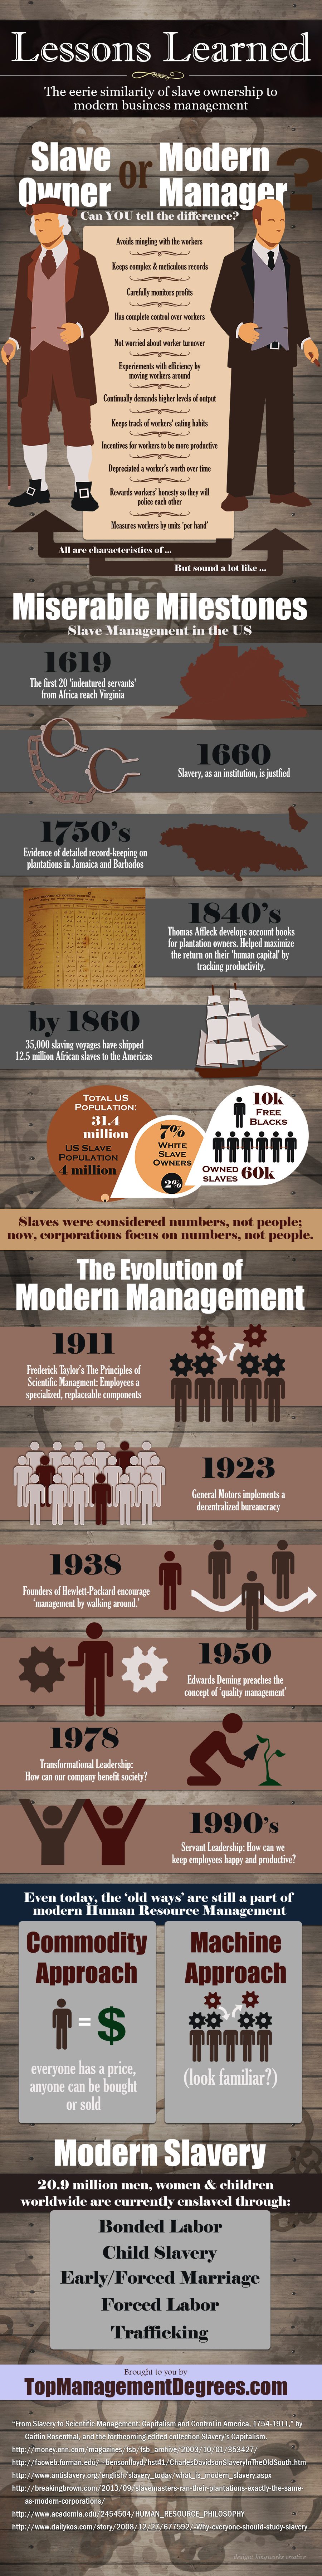 Lessons Learned
The eerie similarity of slave ownership to
modern business management
Slave
Owner
or
Modern
Manager
?
Can YOU tell the difference?
Avoids mingling with the workers
Keeps complex & meticulous records
Carefully monitors profits
Has complete control over workers
Not worried about worker turnover
Experiements with efficiency by
moving workers around
Continually demands higher levels of output
Keeps track of workers' eating habits
Incentives for workers to be more productive
Depreciated a worker's worth over time
Rewards workers' honesty so they will
police each other
Measures workers by units 'per hand'
All are characteristics of ...
But sound a lot like ...
Miserable Milestones
Slave Management in the US
1619
The first 20 'indentured servants'
from Africa reach Virginia
1660
Slavery, as an institution, is justfied
1750's
Evidence of detailed record-keeping on
plantations in Jamaica and Barbados
1840's
Thomas Affleck develops account books
for plantation owners. Helped maximize
the return on their 'human capital' by
tracking productivity.
by 1860
35,000 slaving voyages have shipped
12.5 million African slaves to the Americas
Total US
Population:
31.4
million
US Slave
Population
4 million
7%
White
Slave
Owners
2%
10k
Free
Blacks
Owned
slaves 60k
Slaves were considered numbers, not people;
now, corporations focus on numbers, not people.
The Evolution of
Modern Management
1911
Frederick Taylor's The Principles of
Scientific Managment: Employees a
specialized, replaceable components
1923
General Motors implements a
decentralized bureaucracy
1938
Founders of Hewlett-Packard encourage
'management by walking around.'
1950
Edwards Deming preaches the
concept of 'quality management'
1978
Transformational Leadership:
How can our company benefit society?
1990's
Servant Leadership: How can we
keep employees happy and productive?
Even today, the 'old ways' are still a part of
modern Human Resource Management
Commodity
Approach
= $
everyone has a price,
anyone can be bought
or sold
Machine
Approach
(look familiar?)
Modern Slavery
20.9 million men, women & children
worldwide are currently enslaved through:
Bonded Labor
Child Slavery
Early/Forced Marriage
Forced Labor
Trafficking
Brought to you by
TopManagementDegrees.com
"From Slavery to Scientific Management: Capitalism and Control in America, 1754-1911," by
Caitlin Rosenthal, and the forthcoming edited collection Slavery's Capitalism.
http://money.cnn.com/magazines/fsb/fsb_archive/2003/10/01/353427/
http://facweb.furman.edu/~benson­lloyd/hst41/CharlesDavidsonSlaveryInTheOldSouth.htm
http://www.antislavery.org/english/slavery_today/what_is_modern_slavery.aspx
http://breakingbrown.com/2013/09/slavemasters-ran-their-plantations-exactly-the-same-
as-modern-corporations/
http://www.academia.edu/2454504/HUMAN_RESOURCE_PHILOSOPHY
http://www.dailykos.com/story/2008/12/27/677592/-Why-everyone-should-study-slavery